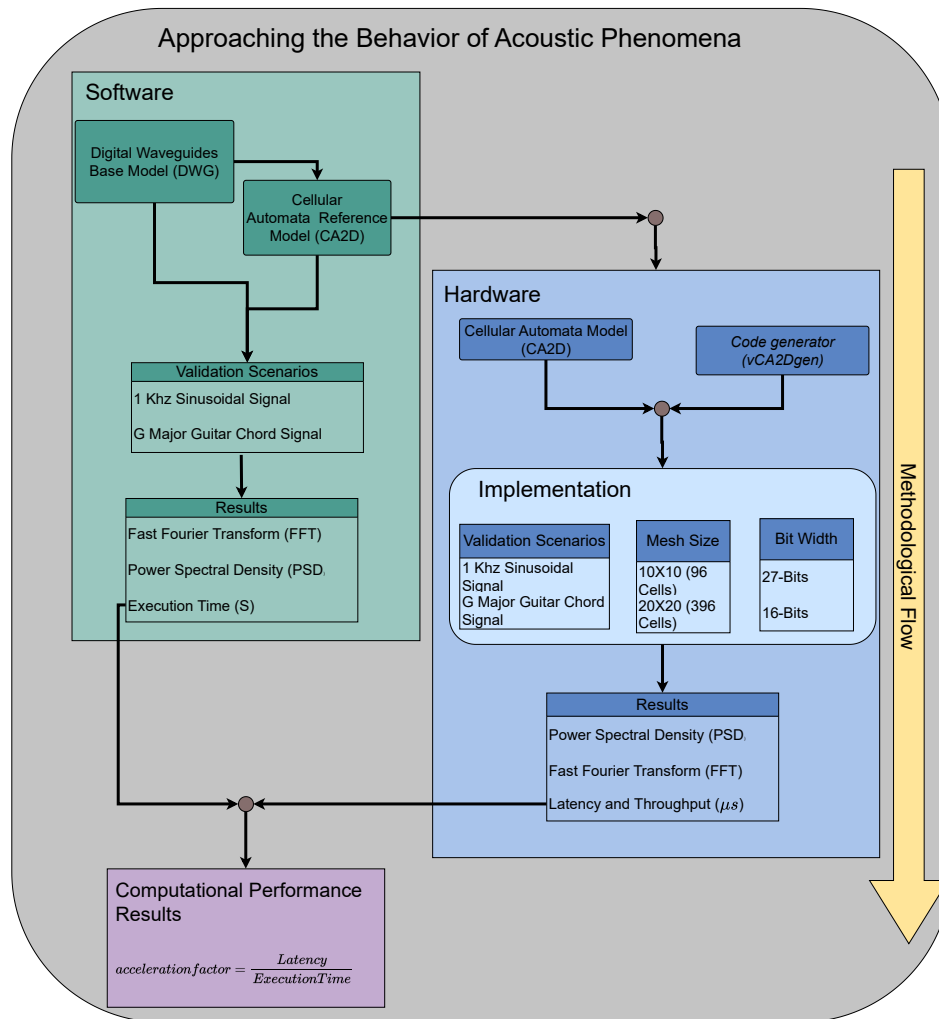 Approaching the Behavior of Acoustic Phenomena
Software
Digital Waveguides
Base Model (DWG)
Cellular
Automata Reference
Model (CA2D)
Validation Scenarios
1 Khz Sinusoidal Signal
G Major Guitar Chord Signal
Results
Fast Fourier Transform (FFT)
Power Spectral Density (PSD)
Execution Time (S)
Hardware
Cellular Automata Model
(CA2D)
Code generator
(vCA2Dgen)
Implementation
Validation Scenarios
1 Khz Sinusoidal
Signal
G Major Guitar Chord
Signal
Mesh Size
10X10 (96
Cells)
20X20 (396
Cells)
Bit Width
27-Bits
16-Bits
Results
Power Spectral Density (PSD)
Fast Fourier Transform (FFT)
Latency and Throughput (μs)
Computational Performance
Results
accelerationfactor = Latency / ExecutionTime
Methodological Flow